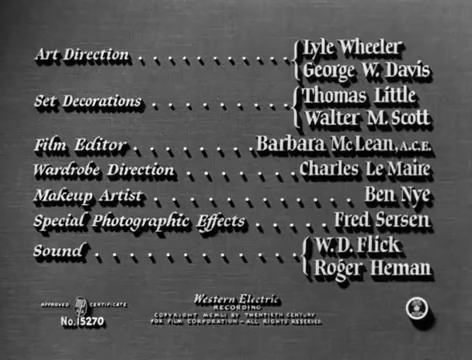 Art Direction . . . . . . . . . . { Lyle Wheeler
George W. Davis
Set Decorations . . . . . . . . . { Thomas Little
Walter M. Scott
Film Editor . . . . . . . . Barbara McLean, A.C.E.
Wardrobe Direction . . . . . . Charles Le Maire
Makeup Artist . . . . . . . . . . . Ben Nye
Special Photographic Effects . . . . . Fred Sersen
Sound . . . . . . . . . . . . { W. D. Flick
Roger Heman
APPROVED CERTIFICATE
No. 15270
Western Electric
RECORDING
COPYRIGHT MCMLI BY TWENTIETH CENTURY
FOX FILM CORPORATION – ALL RIGHTS RESERVED